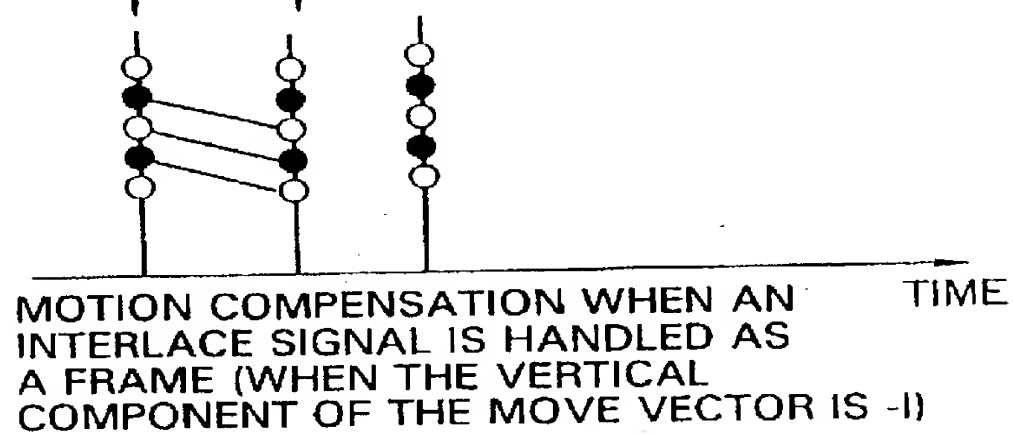 TIME
MOTION COMPENSATION WHEN AN
INTERLACE SIGNAL IS HANDLED AS
A FRAME (WHEN THE VERTICAL
COMPONENT OF THE MOVE VECTOR IS -1)